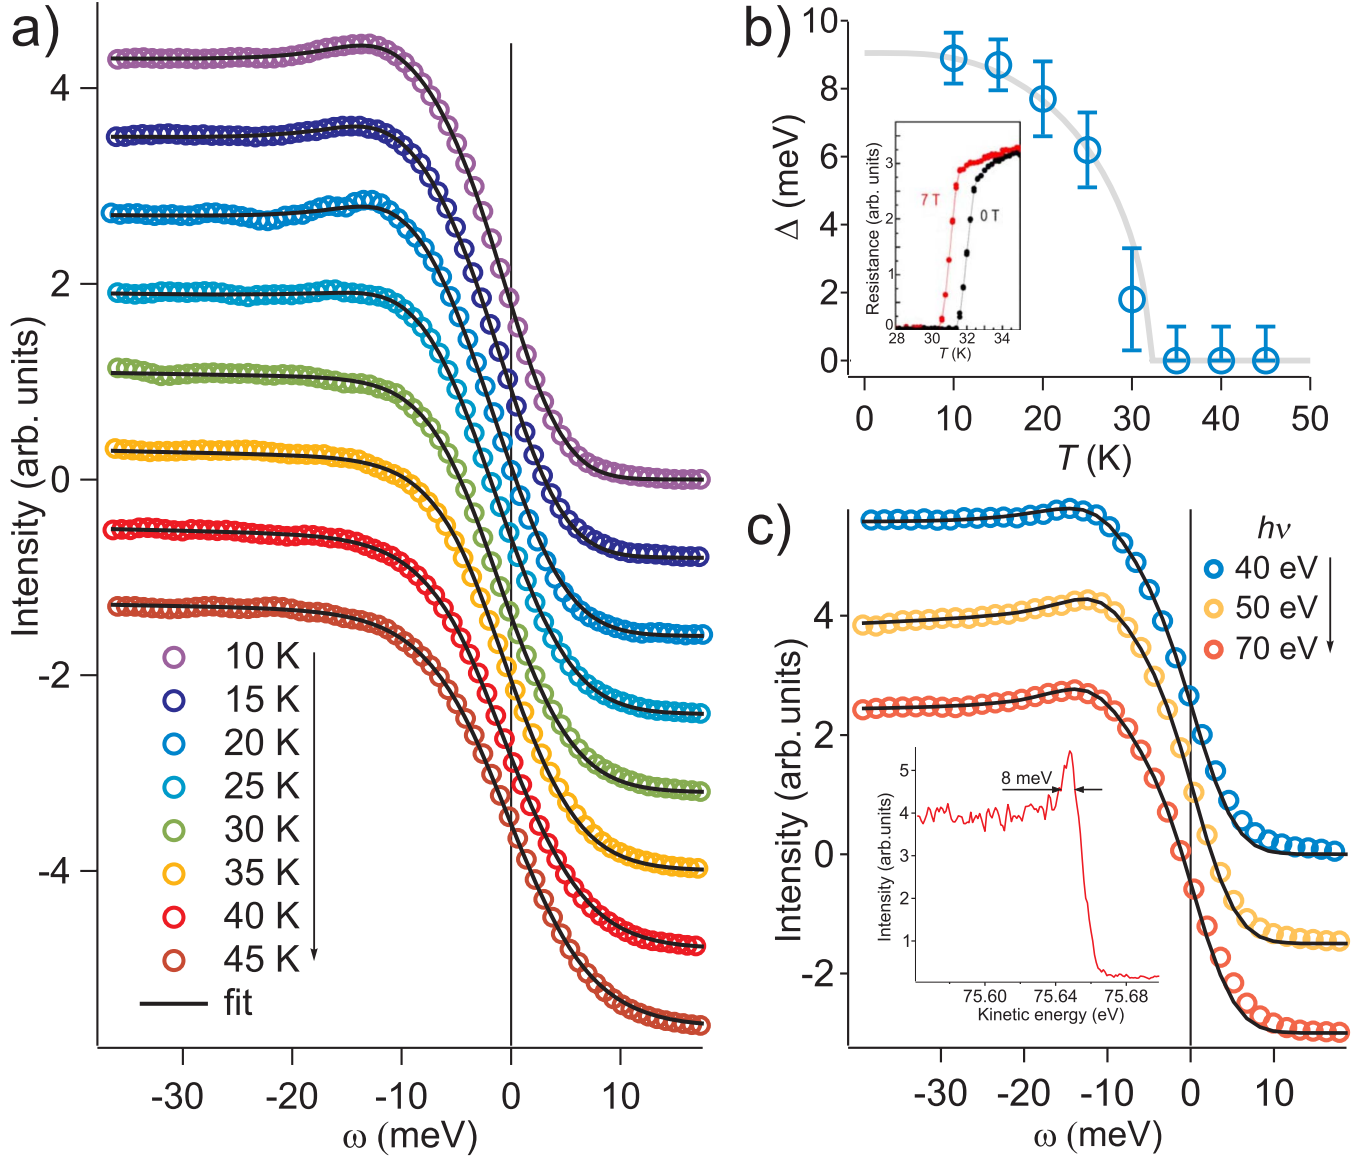 a)
Intensity (arb. units)
4
2
0
-2
-4
10 K
15 K
20 K
25 K
30 K
35 K
40 K
45 K
fit
-30 -20 -10 0 10
ω (meV)
b)
Δ (meV)
10
8
6
4
2
0
0 10 20 30 40 50
T (K)
Resistance (arb. units)
3
2
1
0
7 T
0 T
28 30 32 34
T (K)
c)
Intensity (arb. units)
4
2
0
-2
hν
40 eV
50 eV
70 eV
Intensity (arb.units)
5
4
3
2
1
8 meV
75.60 75.64 75.68
Kinetic energy (eV)
-30 -20 -10 0 10
ω (meV)